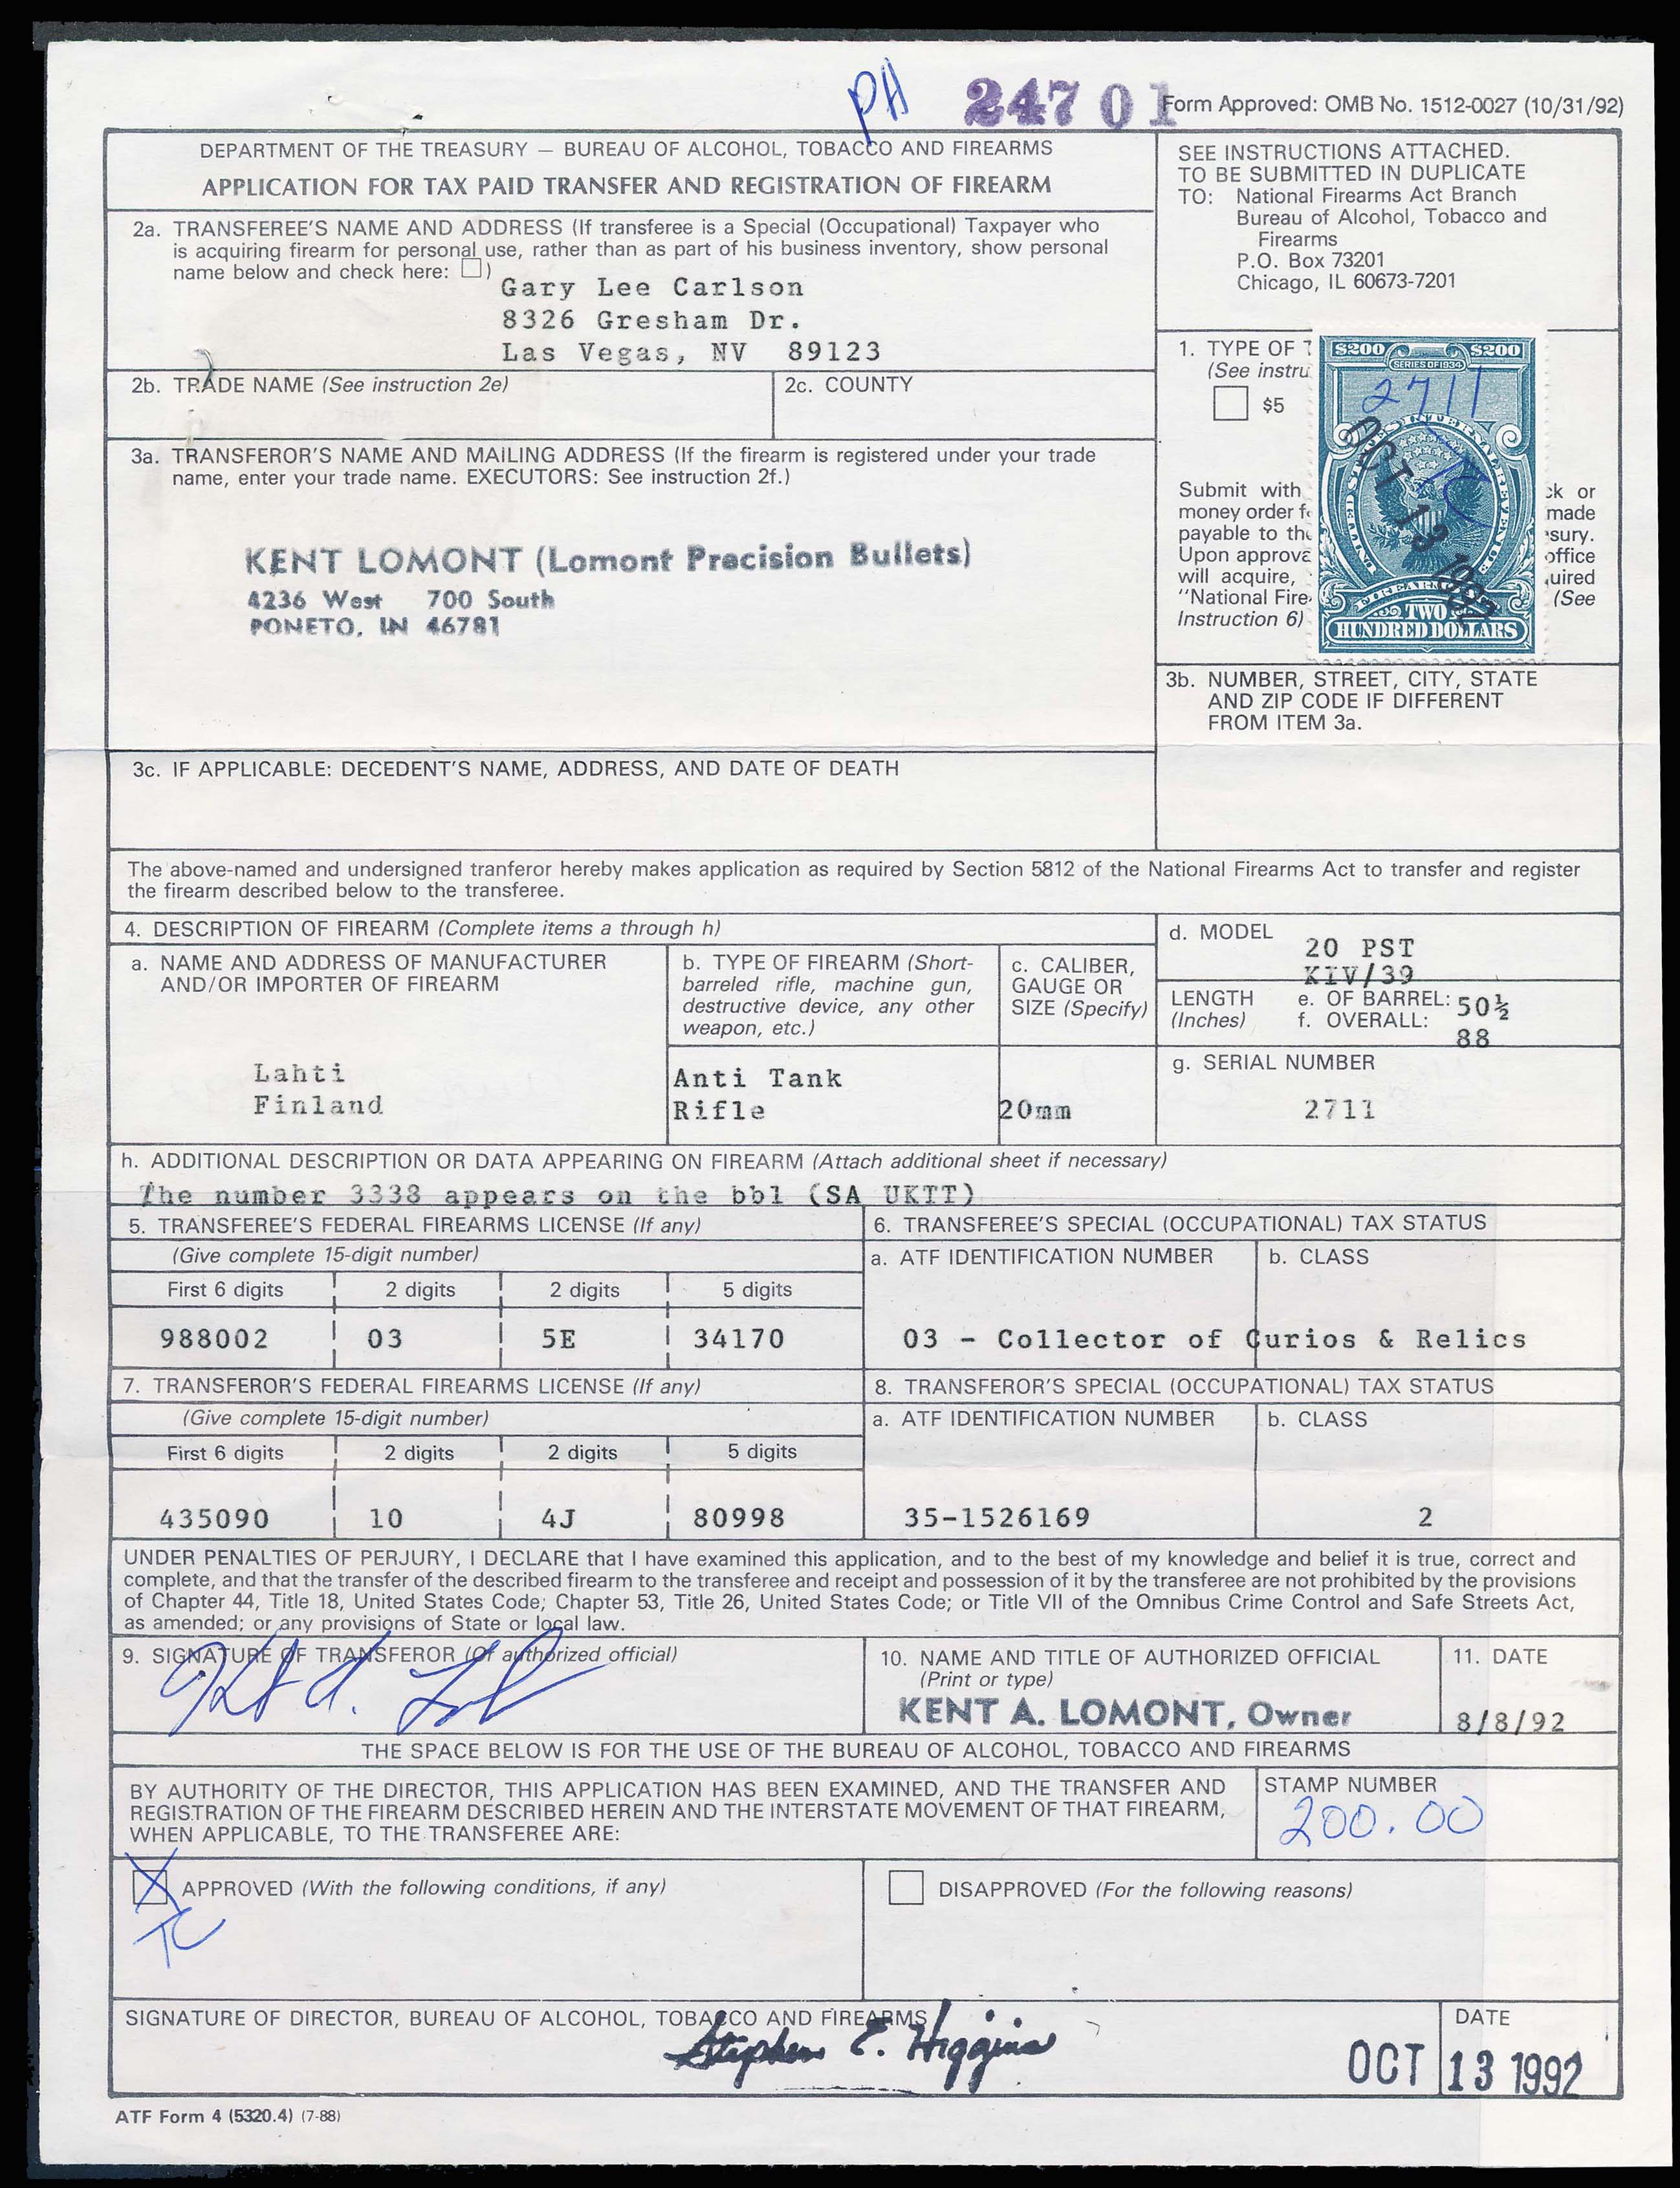 PH 24701 Form Approved: OMB No. 1512-0027 (10/31/92)
DEPARTMENT OF THE TREASURY — BUREAU OF ALCOHOL, TOBACCO AND FIREARMS
APPLICATION FOR TAX PAID TRANSFER AND REGISTRATION OF FIREARM
SEE INSTRUCTIONS ATTACHED.
TO BE SUBMITTED IN DUPLICATE
TO: National Firearms Act Branch
Bureau of Alcohol, Tobacco and
Firearms
P.O. Box 73201
Chicago, IL 60673-7201
2a. TRANSFEREE'S NAME AND ADDRESS (If transferee is a Special (Occupational) Taxpayer who
is acquiring firearm for personal use, rather than as part of his business inventory, show personal
name below and check here: )
Gary Lee Carlson
8326 Gresham Dr.
Las Vegas, NV 89123
2b. TRADE NAME (See instruction 2e)
2c. COUNTY
1. TYPE OF T
(See instru
$5
Submit with
money order f
payable to the
Upon approva
will acquire,
"National Fire
Instruction 6)
ck or
made
sury.
office
uired
(See
$200 $200
SERIES OF 1934
2711
OCT 13 1992
TC
UNITED STATES INTERNAL REVENUE
FIREARMS
TWO
HUNDRED DOLLARS
3a. TRANSFEROR'S NAME AND MAILING ADDRESS (If the firearm is registered under your trade
name, enter your trade name. EXECUTORS: See instruction 2f.)
KENT LOMONT (Lomont Precision Bullets)
4236 West 700 South
PONETO, IN 46781
3b. NUMBER, STREET, CITY, STATE
AND ZIP CODE IF DIFFERENT
FROM ITEM 3a.
3c. IF APPLICABLE: DECEDENT'S NAME, ADDRESS, AND DATE OF DEATH
The above-named and undersigned tranferor hereby makes application as required by Section 5812 of the National Firearms Act to transfer and register
the firearm described below to the transferee.
4. DESCRIPTION OF FIREARM (Complete items a through h)
a. NAME AND ADDRESS OF MANUFACTURER
AND/OR IMPORTER OF FIREARM
Lahti
Finland
b. TYPE OF FIREARM (Short-
barreled rifle, machine gun,
destructive device, any other
weapon, etc.)
Anti Tank
Rifle
c. CALIBER,
GAUGE OR
SIZE (Specify)
20mm
d. MODEL
20 PST
KIV/39
LENGTH
(Inches)
e. OF BARREL: 50½
f. OVERALL: 88
g. SERIAL NUMBER
2711
h. ADDITIONAL DESCRIPTION OR DATA APPEARING ON FIREARM (Attach additional sheet if necessary)
The number 3338 appears on the bbl (SA UKTT)
5. TRANSFEREE'S FEDERAL FIREARMS LICENSE (If any)
(Give complete 15-digit number)
First 6 digits 2 digits 2 digits 5 digits
988002 03 5E 34170
6. TRANSFEREE'S SPECIAL (OCCUPATIONAL) TAX STATUS
a. ATF IDENTIFICATION NUMBER b. CLASS
03 - Collector of Curios & Relics
7. TRANSFEROR'S FEDERAL FIREARMS LICENSE (If any)
(Give complete 15-digit number)
First 6 digits 2 digits 2 digits 5 digits
435090 10 4J 80998
8. TRANSFEROR'S SPECIAL (OCCUPATIONAL) TAX STATUS
a. ATF IDENTIFICATION NUMBER b. CLASS
35-1526169 2
UNDER PENALTIES OF PERJURY, I DECLARE that I have examined this application, and to the best of my knowledge and belief it is true, correct and
complete, and that the transfer of the described firearm to the transferee and receipt and possession of it by the transferee are not prohibited by the provisions
of Chapter 44, Title 18, United States Code; Chapter 53, Title 26, United States Code; or Title VII of the Omnibus Crime Control and Safe Streets Act,
as amended; or any provisions of State or local law.
9. SIGNATURE OF TRANSFEROR (Or authorized official)
10. NAME AND TITLE OF AUTHORIZED OFFICIAL
(Print or type)
KENT A. LOMONT, Owner
11. DATE
8/8/92
THE SPACE BELOW IS FOR THE USE OF THE BUREAU OF ALCOHOL, TOBACCO AND FIREARMS
BY AUTHORITY OF THE DIRECTOR, THIS APPLICATION HAS BEEN EXAMINED, AND THE TRANSFER AND
REGISTRATION OF THE FIREARM DESCRIBED HEREIN AND THE INTERSTATE MOVEMENT OF THAT FIREARM,
WHEN APPLICABLE, TO THE TRANSFEREE ARE:
STAMP NUMBER
200.00
X APPROVED (With the following conditions, if any)
TC
DISAPPROVED (For the following reasons)
SIGNATURE OF DIRECTOR, BUREAU OF ALCOHOL, TOBACCO AND FIREARMS
Stephen E. Higgins
DATE
OCT 13 1992
ATF Form 4 (5320.4) (7-88)